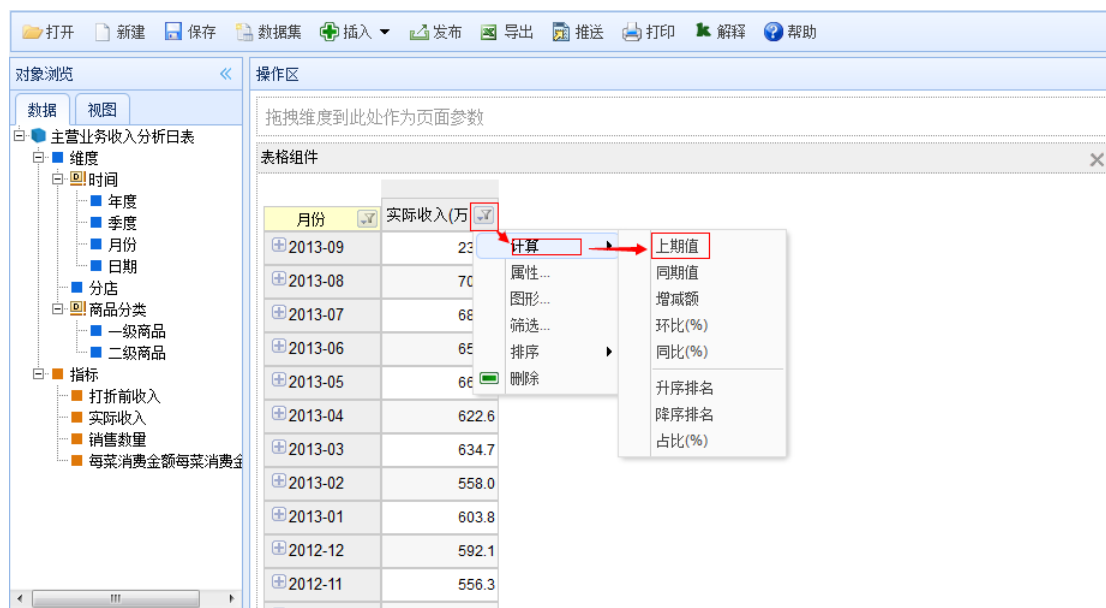 打开 新建 保存 数据集 插入 发布 导出 推送 打印 解释 帮助
对象浏览
数据 视图
主营业务收入分析日表
维度
时间
年度
季度
月份
日期
分店
商品分类
一级商品
二级商品
指标
打折前收入
实际收入
销售数量
每菜消费金额每菜消费金
操作区
拖拽维度到此处作为页面参数
表格组件
月份 实际收入(万
2013-09 23
2013-08 70
2013-07 68
2013-06 65
2013-05 66
2013-04 622.6
2013-03 634.7
2013-02 558.0
2013-01 603.8
2012-12 592.1
2012-11 556.3
计算
属性...
图形...
筛选...
排序
删除
上期值
同期值
增减额
环比(%)
同比(%)
升序排名
降序排名
占比(%)